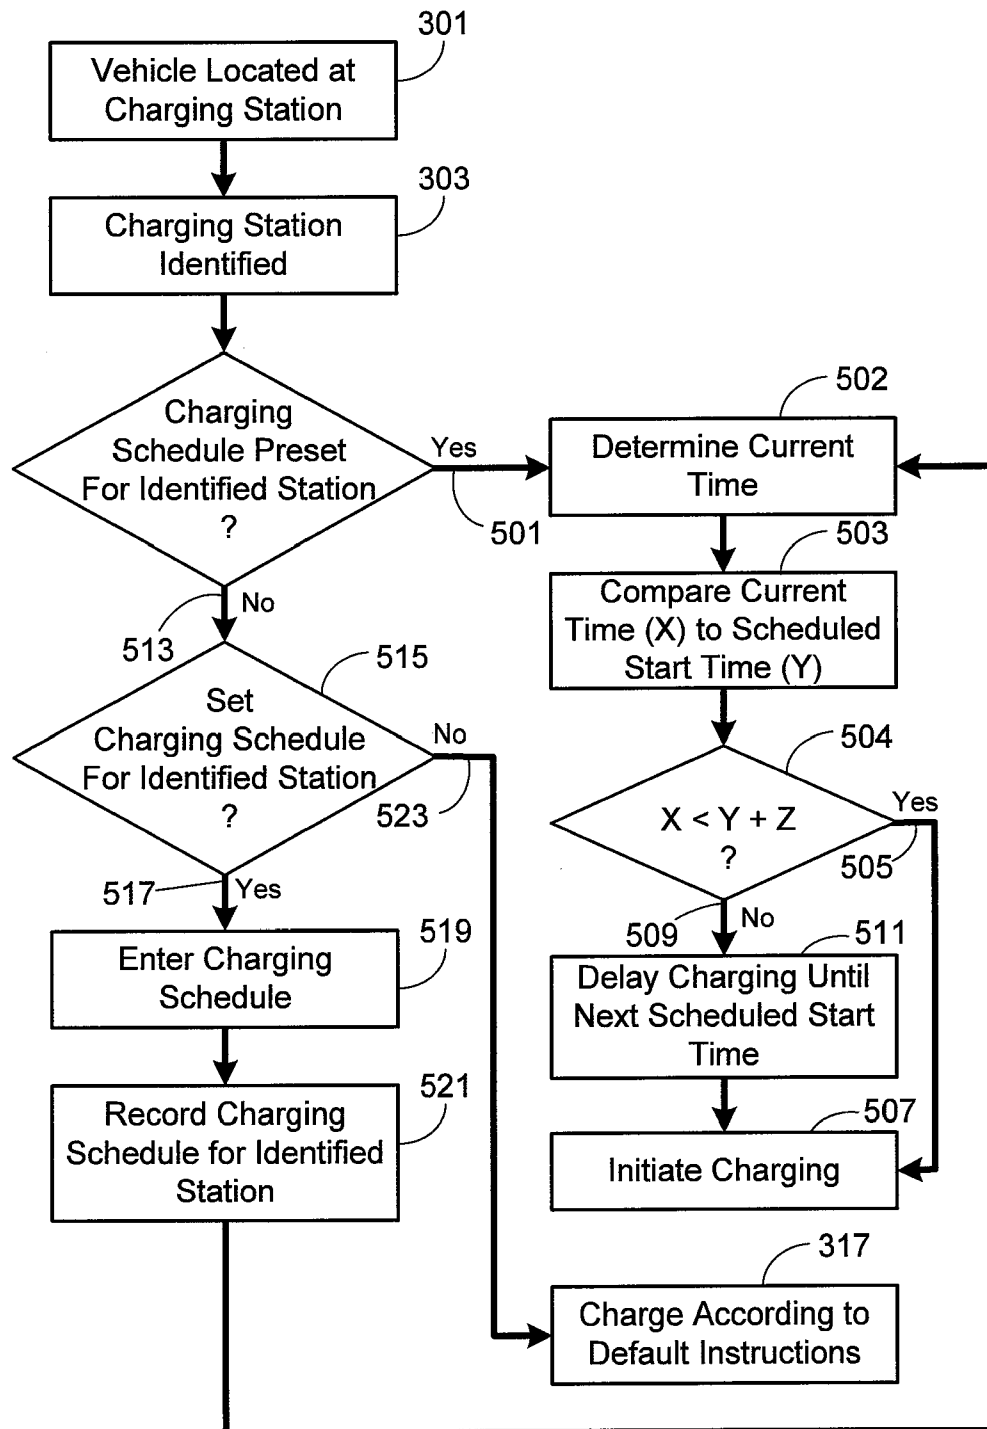 301
Vehicle Located at
Charging Station
303
Charging Station
Identified
Charging
Schedule Preset
For Identified Station
?
Yes
501
502
Determine Current
Time
503
Compare Current
Time (X) to Scheduled
Start Time (Y)
No
513
515
Set
Charging Schedule
For Identified Station
?
No
523
504
X < Y + Z
?
Yes
505
517
Yes
519
Enter Charging
Schedule
509
No
511
Delay Charging Until
Next Scheduled Start
Time
521
Record Charging
Schedule for Identified
Station
507
Initiate Charging
317
Charge According to
Default Instructions